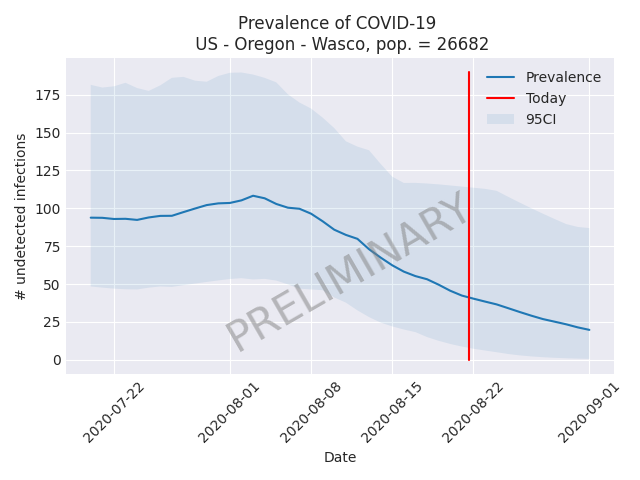 Prevalence of COVID-19
US - Oregon - Wasco, pop. = 26682
# undetected infections
175
150
125
100
75
50
25
0
Prevalence
Today
95CI
PRELIMINARY
2020-07-22
2020-08-01
2020-08-08
2020-08-15
2020-08-22
2020-09-01
Date